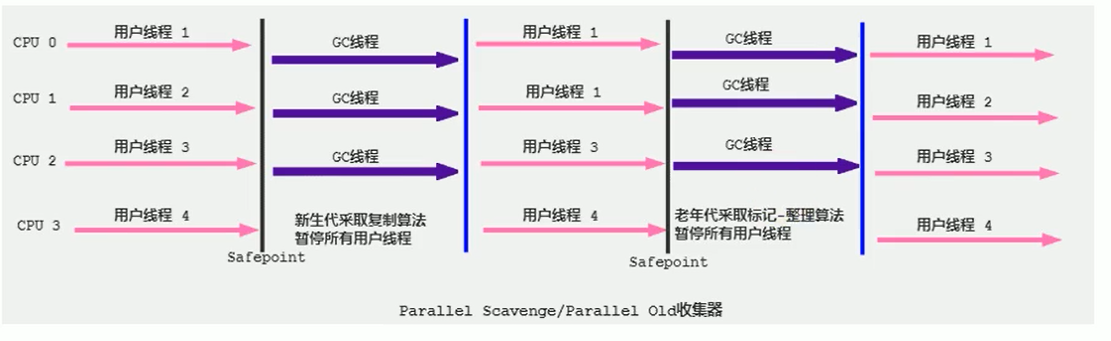 CPU 0 用户线程 1 GC线程 用户线程 1 GC线程 用户线程 1
CPU 1 用户线程 2 GC线程 用户线程 1 GC线程 用户线程 2
CPU 2 用户线程 3 GC线程 用户线程 3 GC线程 用户线程 3
CPU 3 用户线程 4 用户线程 4 用户线程 4
新生代采取复制算法
暂停所有用户线程
老年代采取标记-整理算法
暂停所有用户线程
Safepoint
Safepoint
Parallel Scavenge/Parallel Old收集器